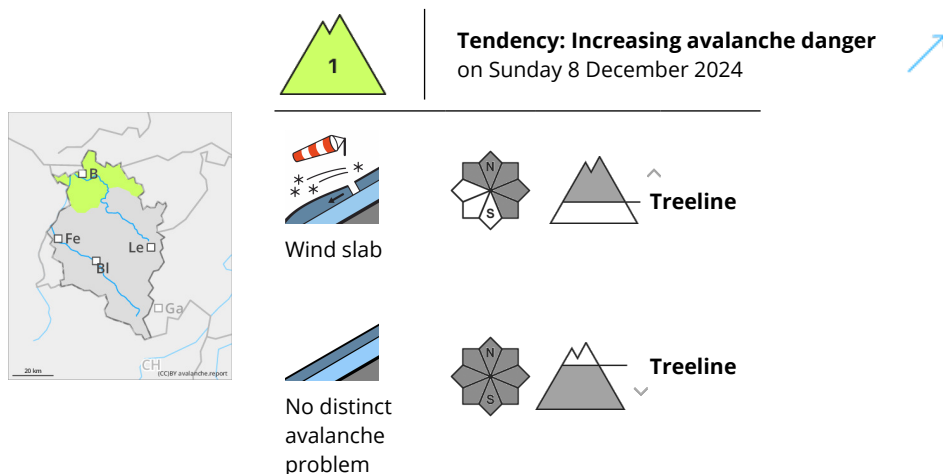 1
Tendency: Increasing avalanche danger
on Sunday 8 December 2024
B
Fe
Le
Bl
Ga
CH
20 km
(CC)BY avalanche.report
N
S
Treeline
Wind slab
N
S
Treeline
No distinct
avalanche
problem